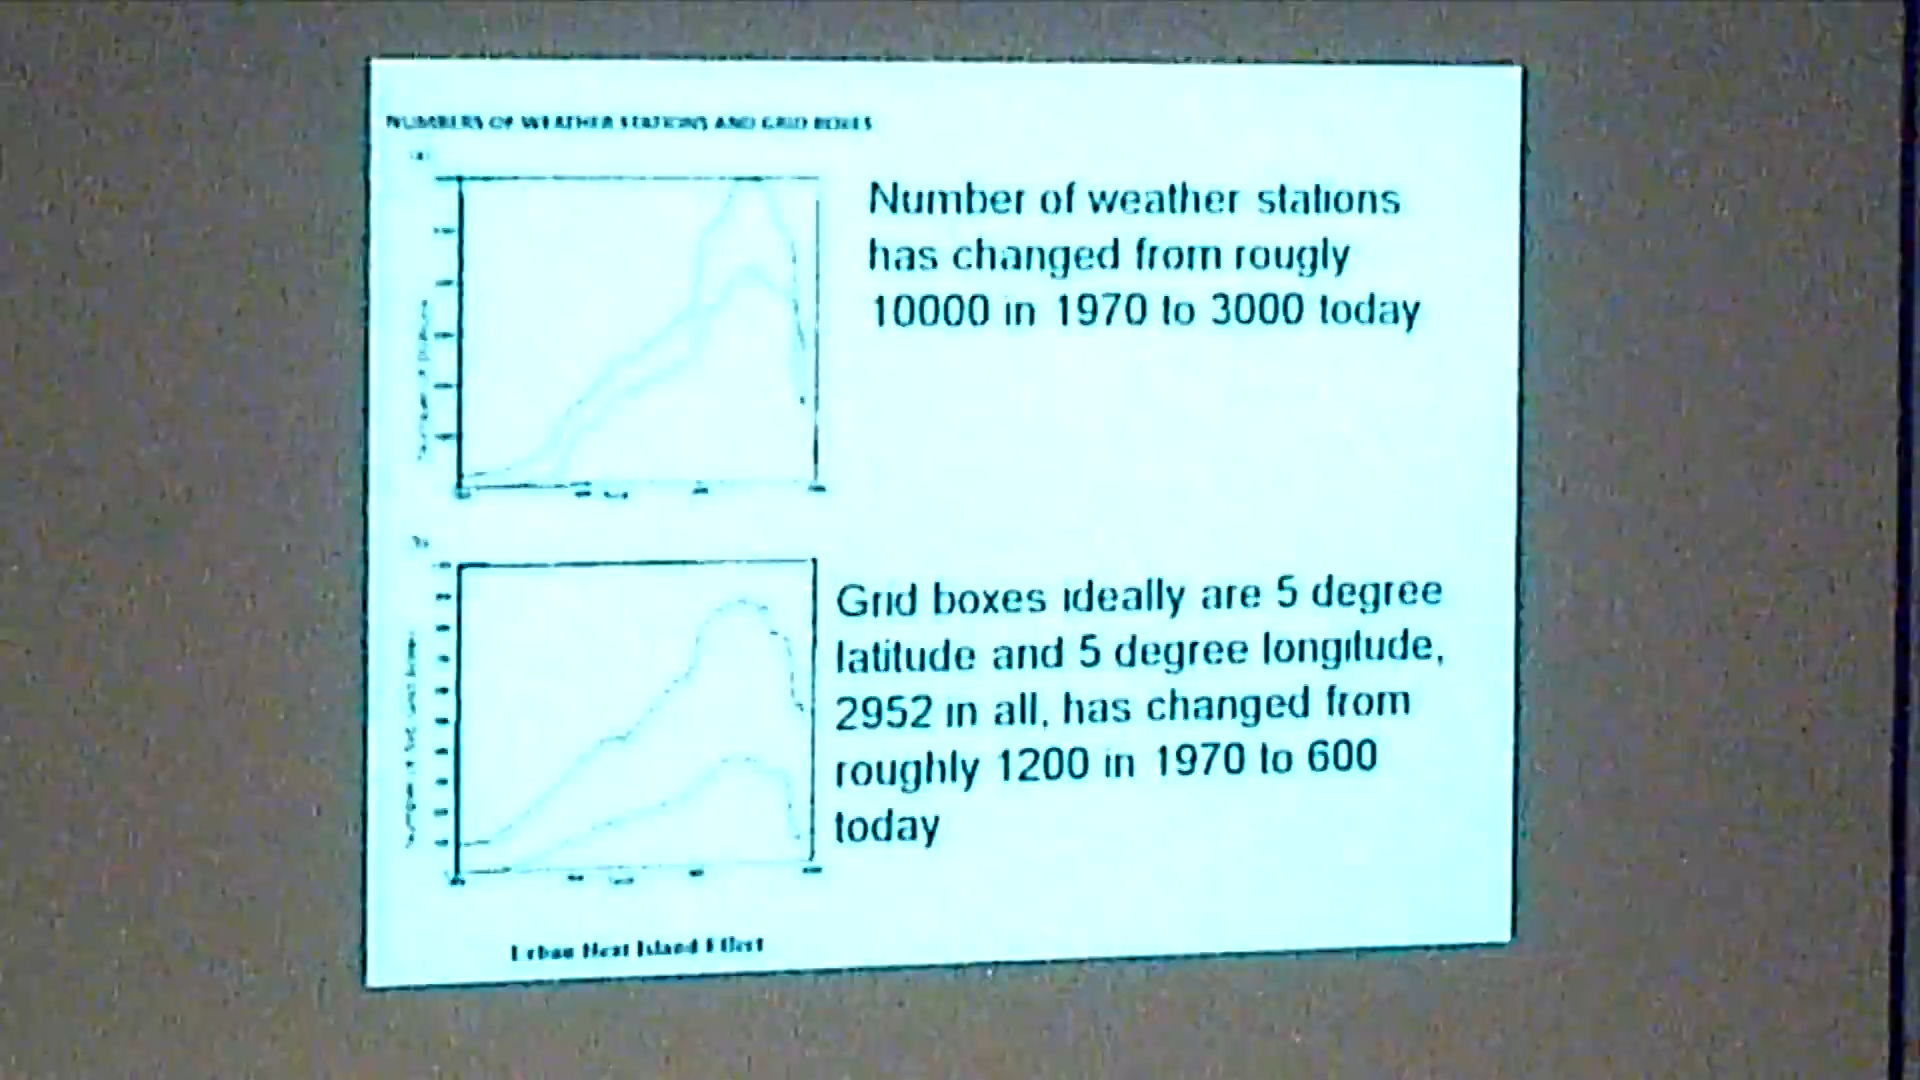 NUMBERS OF WEATHER STATIONS AND GRID BOXES
Number of weather stations
has changed from rougly
10000 in 1970 to 3000 today
Grid boxes ideally are 5 degree
latitude and 5 degree longitude,
2952 in all, has changed from
roughly 1200 in 1970 to 600
today
Urban Heat Island Effect